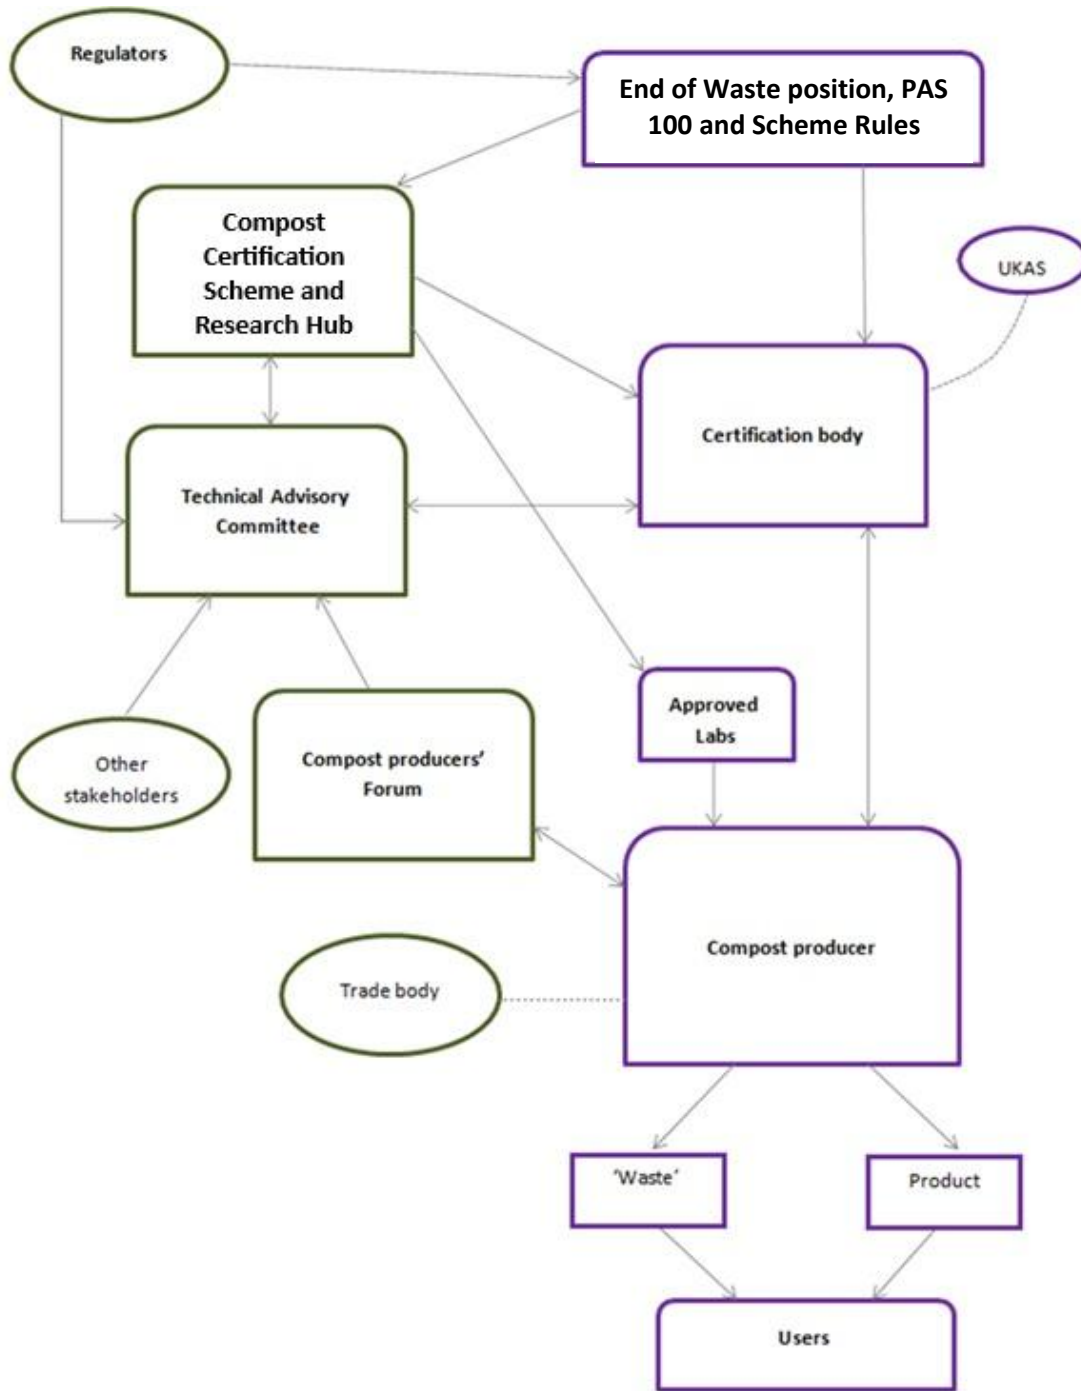 Regulators
End of Waste position, PAS
100 and Scheme Rules
Compost
Certification
Scheme and
Research Hub
UKAS
Certification body
Technical Advisory
Committee
Approved
Labs
Other
stakeholders
Compost producers’
Forum
Compost producer
Trade body
‘Waste’
Product
Users